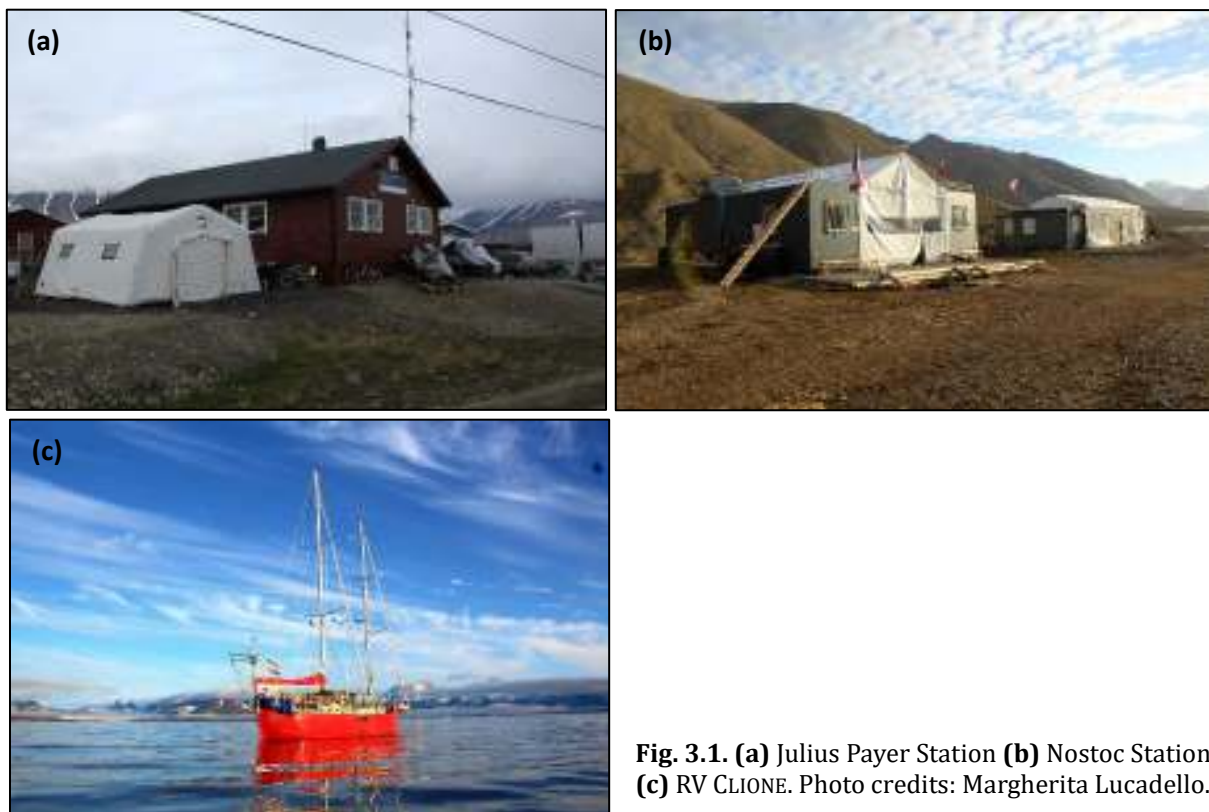 (a)
(b)
(c)
Fig. 3.1. (a) Julius Payer Station (b) Nostoc Station
(c) RV CLIONE. Photo credits: Margherita Lucadello.